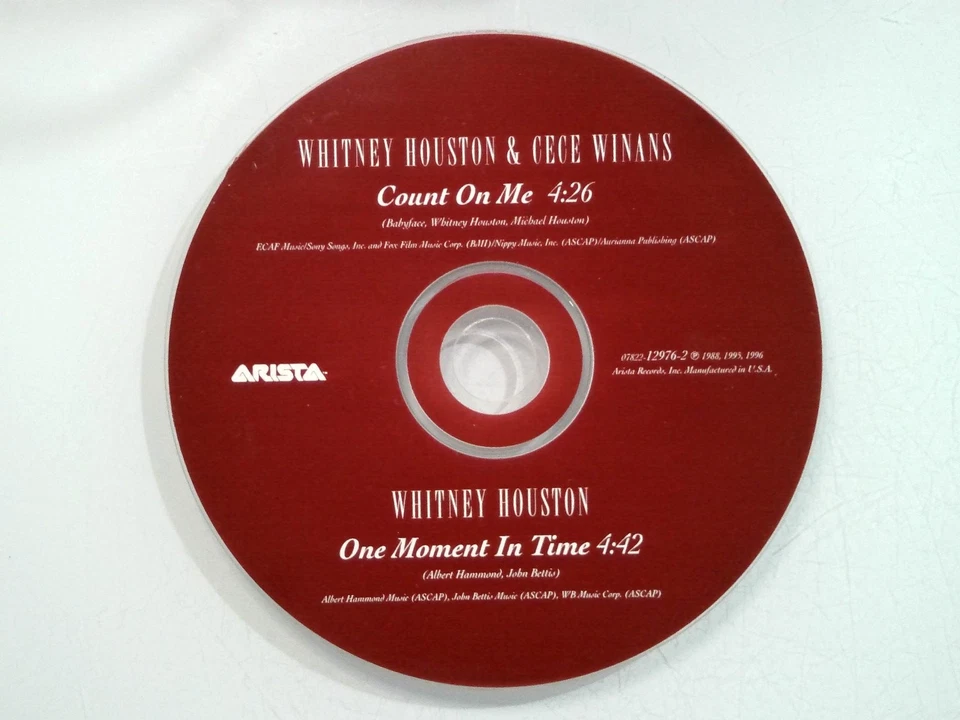 WHITNEY HOUSTON & CECE WINANS
Count On Me 4:26
(Babyface, Whitney Houston, Michael Houston)
ECAF Music/Sony Songs, Inc. and Fox Film Music Corp. (BMI)/Nippy Music, Inc. (ASCAP)/Aurianna Publishing (ASCAP)
ARISTA™
07822-12976-2 ℗ 1988, 1995, 1996
Arista Records, Inc. Manufactured in U.S.A.
WHITNEY HOUSTON
One Moment In Time 4:42
(Albert Hammond, John Bettis)
Albert Hammond Music (ASCAP), John Bettis Music (ASCAP), WB Music Corp. (ASCAP)